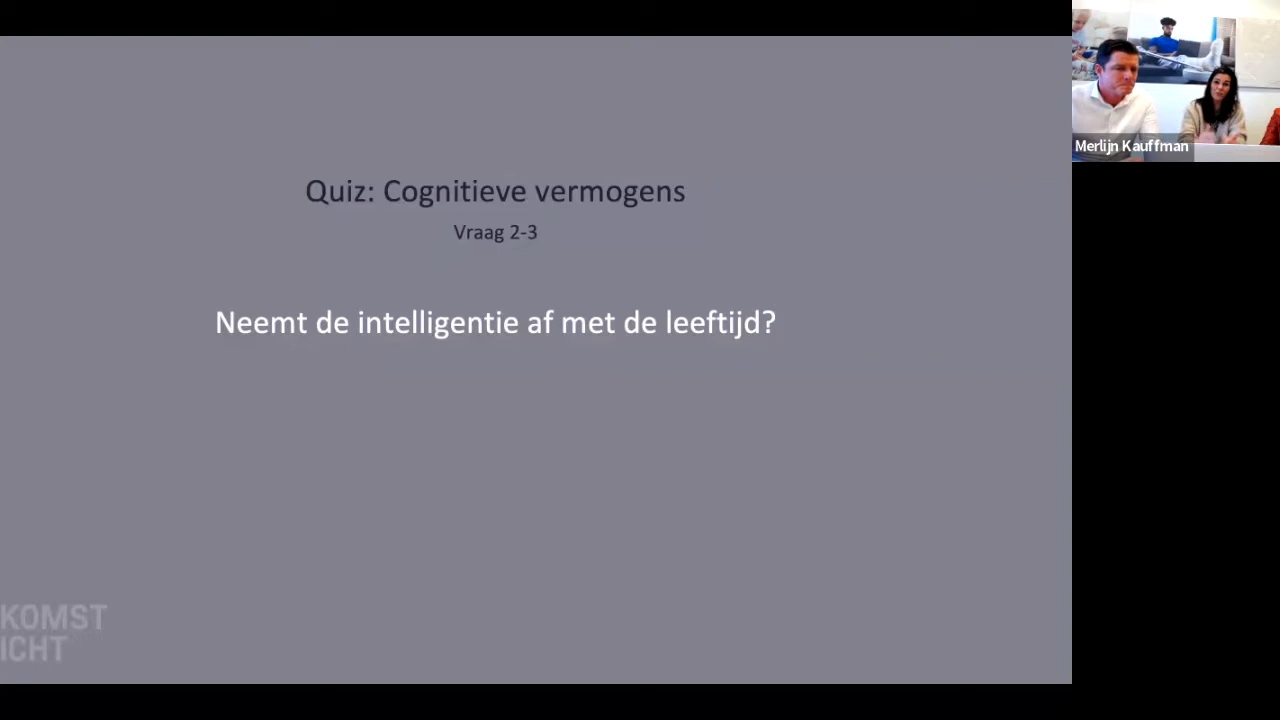 Quiz: Cognitieve vermogens
Vraag 2-3
Neemt de intelligentie af met de leeftijd?
KOMST
ICHT
Merlijn Kauffman